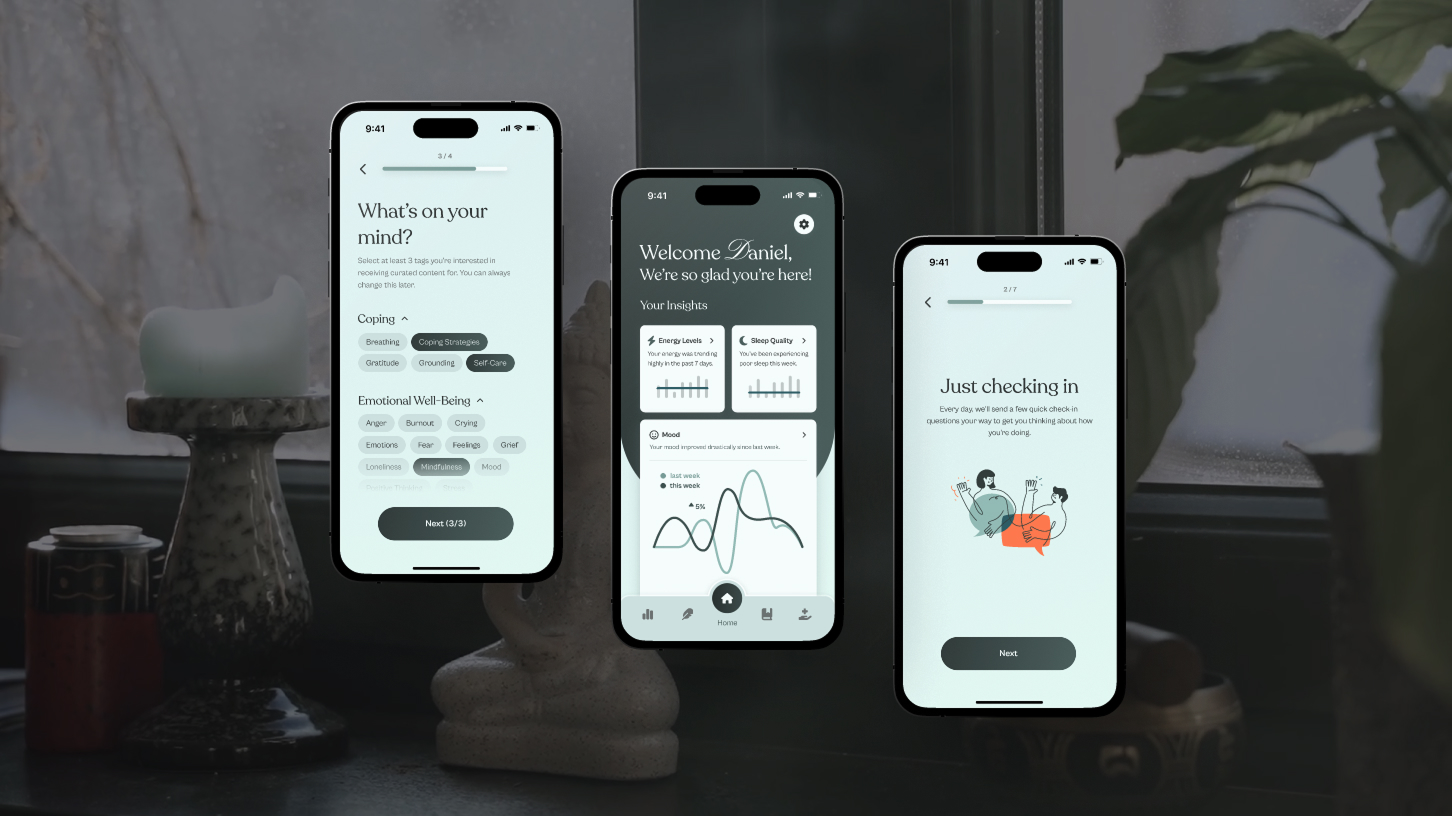 9:41
3 / 4
What's on your
mind?
Select at least 3 tags you're interested in
receiving curated content for. You can always
change this later.
Coping
Breathing
Coping Strategies
Gratitude
Grounding
Self-Care
Emotional Well-Being
Anger
Burnout
Crying
Emotions
Fear
Feelings
Grief
Loneliness
Mindfulness
Mood
Positive Thinking
Stress
Next (3/3)
9:41
Welcome Daniel,
We're so glad you're here!
Your Insights
Energy Levels
Your energy was trending
highly in the past 7 days.
Sleep Quality
You've been experiencing
poor sleep this week.
Mood
Your mood improved drastically since last week.
last week
this week
5%
Home
9:41
2 / 7
Just checking in
Every day, we'll send a few quick check-in
questions your way to get you thinking about how
you're doing.
Next